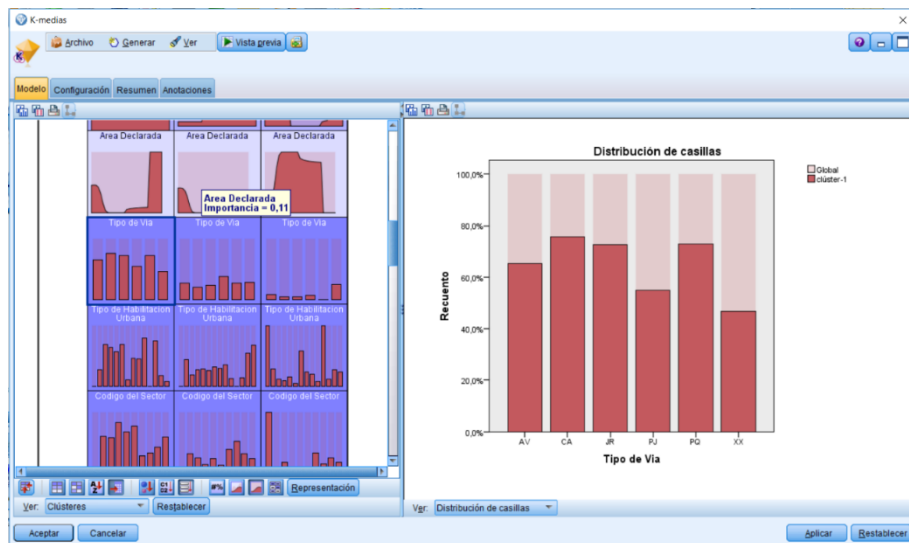 K-medias
Archivo Generar Ver Vista previa
Modelo Configuración Resumen Anotaciones
Area Declarada Area Declarada Area Declarada
Area Declarada
Importancia = 0,11
Tipo de Via Tipo de Via Tipo de Via
Tipo de Habilitacion Urbana Tipo de Habilitacion Urbana Tipo de Habilitacion Urbana
Codigo del Sector Codigo del Sector Codigo del Sector
Representación
Ver: Clústeres Restablecer
Aceptar Cancelar
Distribución de casillas
Global
clúster-1
100,0%
80,0%
60,0%
40,0%
20,0%
0,0%
Recuento
AV CA JR PJ PQ XX
Tipo de Via
Ver: Distribución de casillas
Aplicar Restablecer